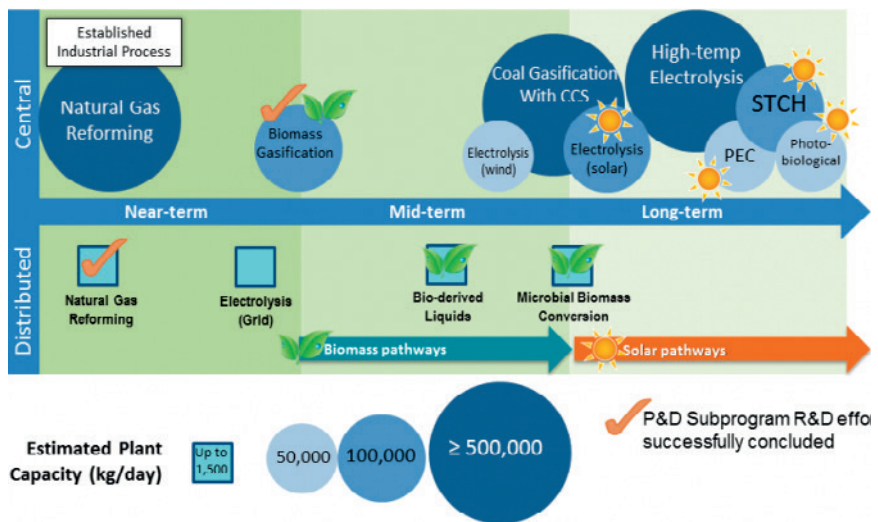 Established
Industrial Process
Central
Natural Gas
Reforming
Biomass
Gasification
Coal Gasification
With CCS
Electrolysis
(wind)
Electrolysis
(solar)
High-temp
Electrolysis
STCH
PEC
Photo-
biological
Near-term
Mid-term
Long-term
Distributed
Natural Gas
Reforming
Electrolysis
(Grid)
Bio-derived
Liquids
Microbial Biomass
Conversion
Biomass pathways
Solar pathways
Estimated Plant
Capacity (kg/day)
Up to
1,500
50,000
100,000
≥ 500,000
P&D Subprogram R&D effor
successfully concluded